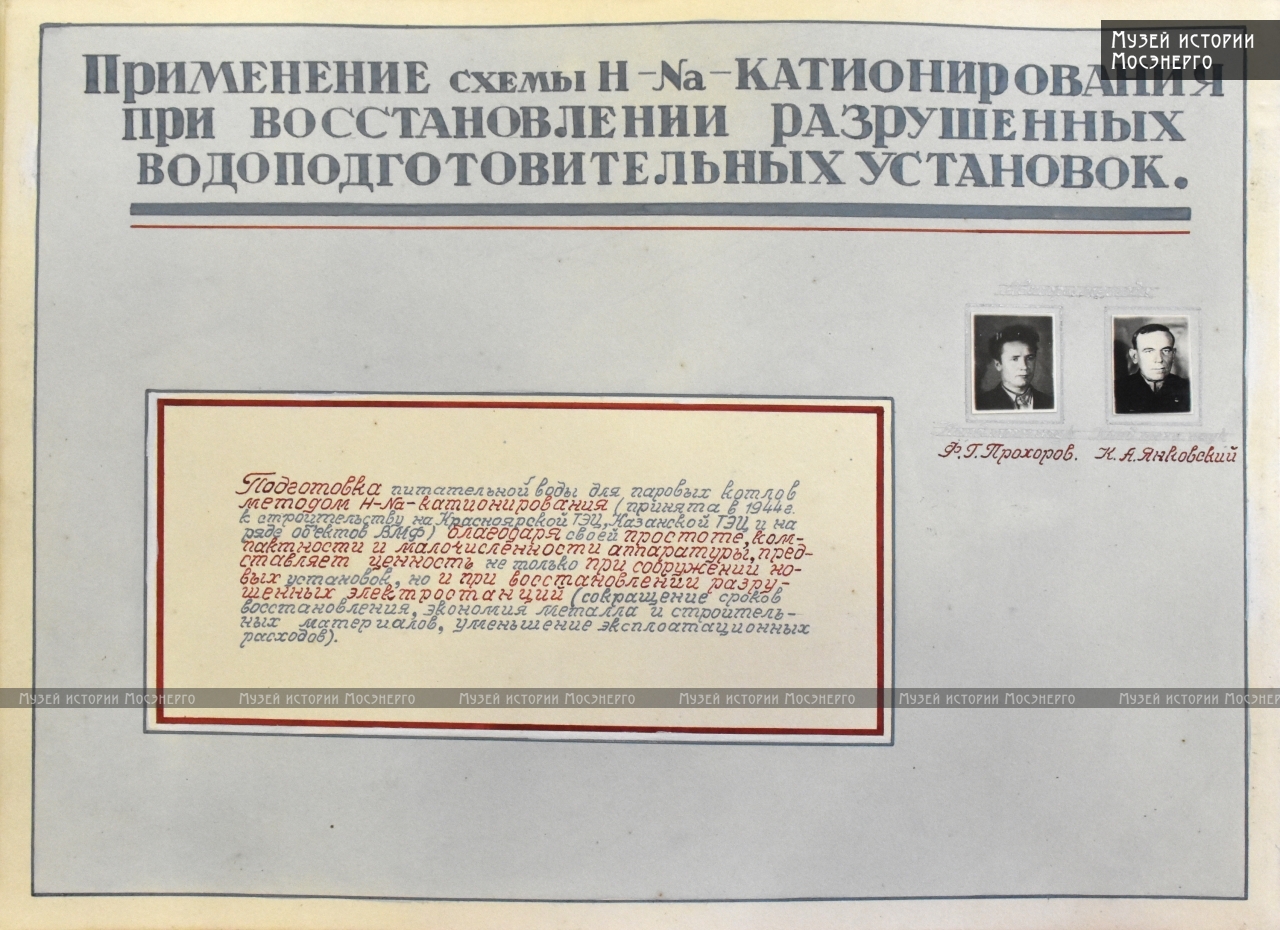 Музей истории
Мосэнерго
Применение схемы Н-Na-катионирования
при восстановлении разрушенных
водоподготовительных установок.
Ф.Г.Прохоров. К.А.Янковский
Подготовка питательной воды для паровых котлов
методом Н-Na-катионирования (принята в 1944г.
к строительству на Красноярской ТЭЦ, Казанской ТЭЦ и на
ряде объектов ВМФ) благодаря своей простоте, ком-
пактности и малочисленности аппаратуры, пред-
ставляет ценность не только при сооружении но-
вых установок, но и при восстановлении разру-
шенных электростанций (сокращение сроков
восстановления, экономия металла и строитель-
ных материалов, уменьшение эксплоатационных
расходов).
Музей истории Мосэнерго Музей истории Мосэнерго Музей истории Мосэнерго Музей истории Мосэнерго Музей истории Мосэнерго Музей истории Мосэнерго